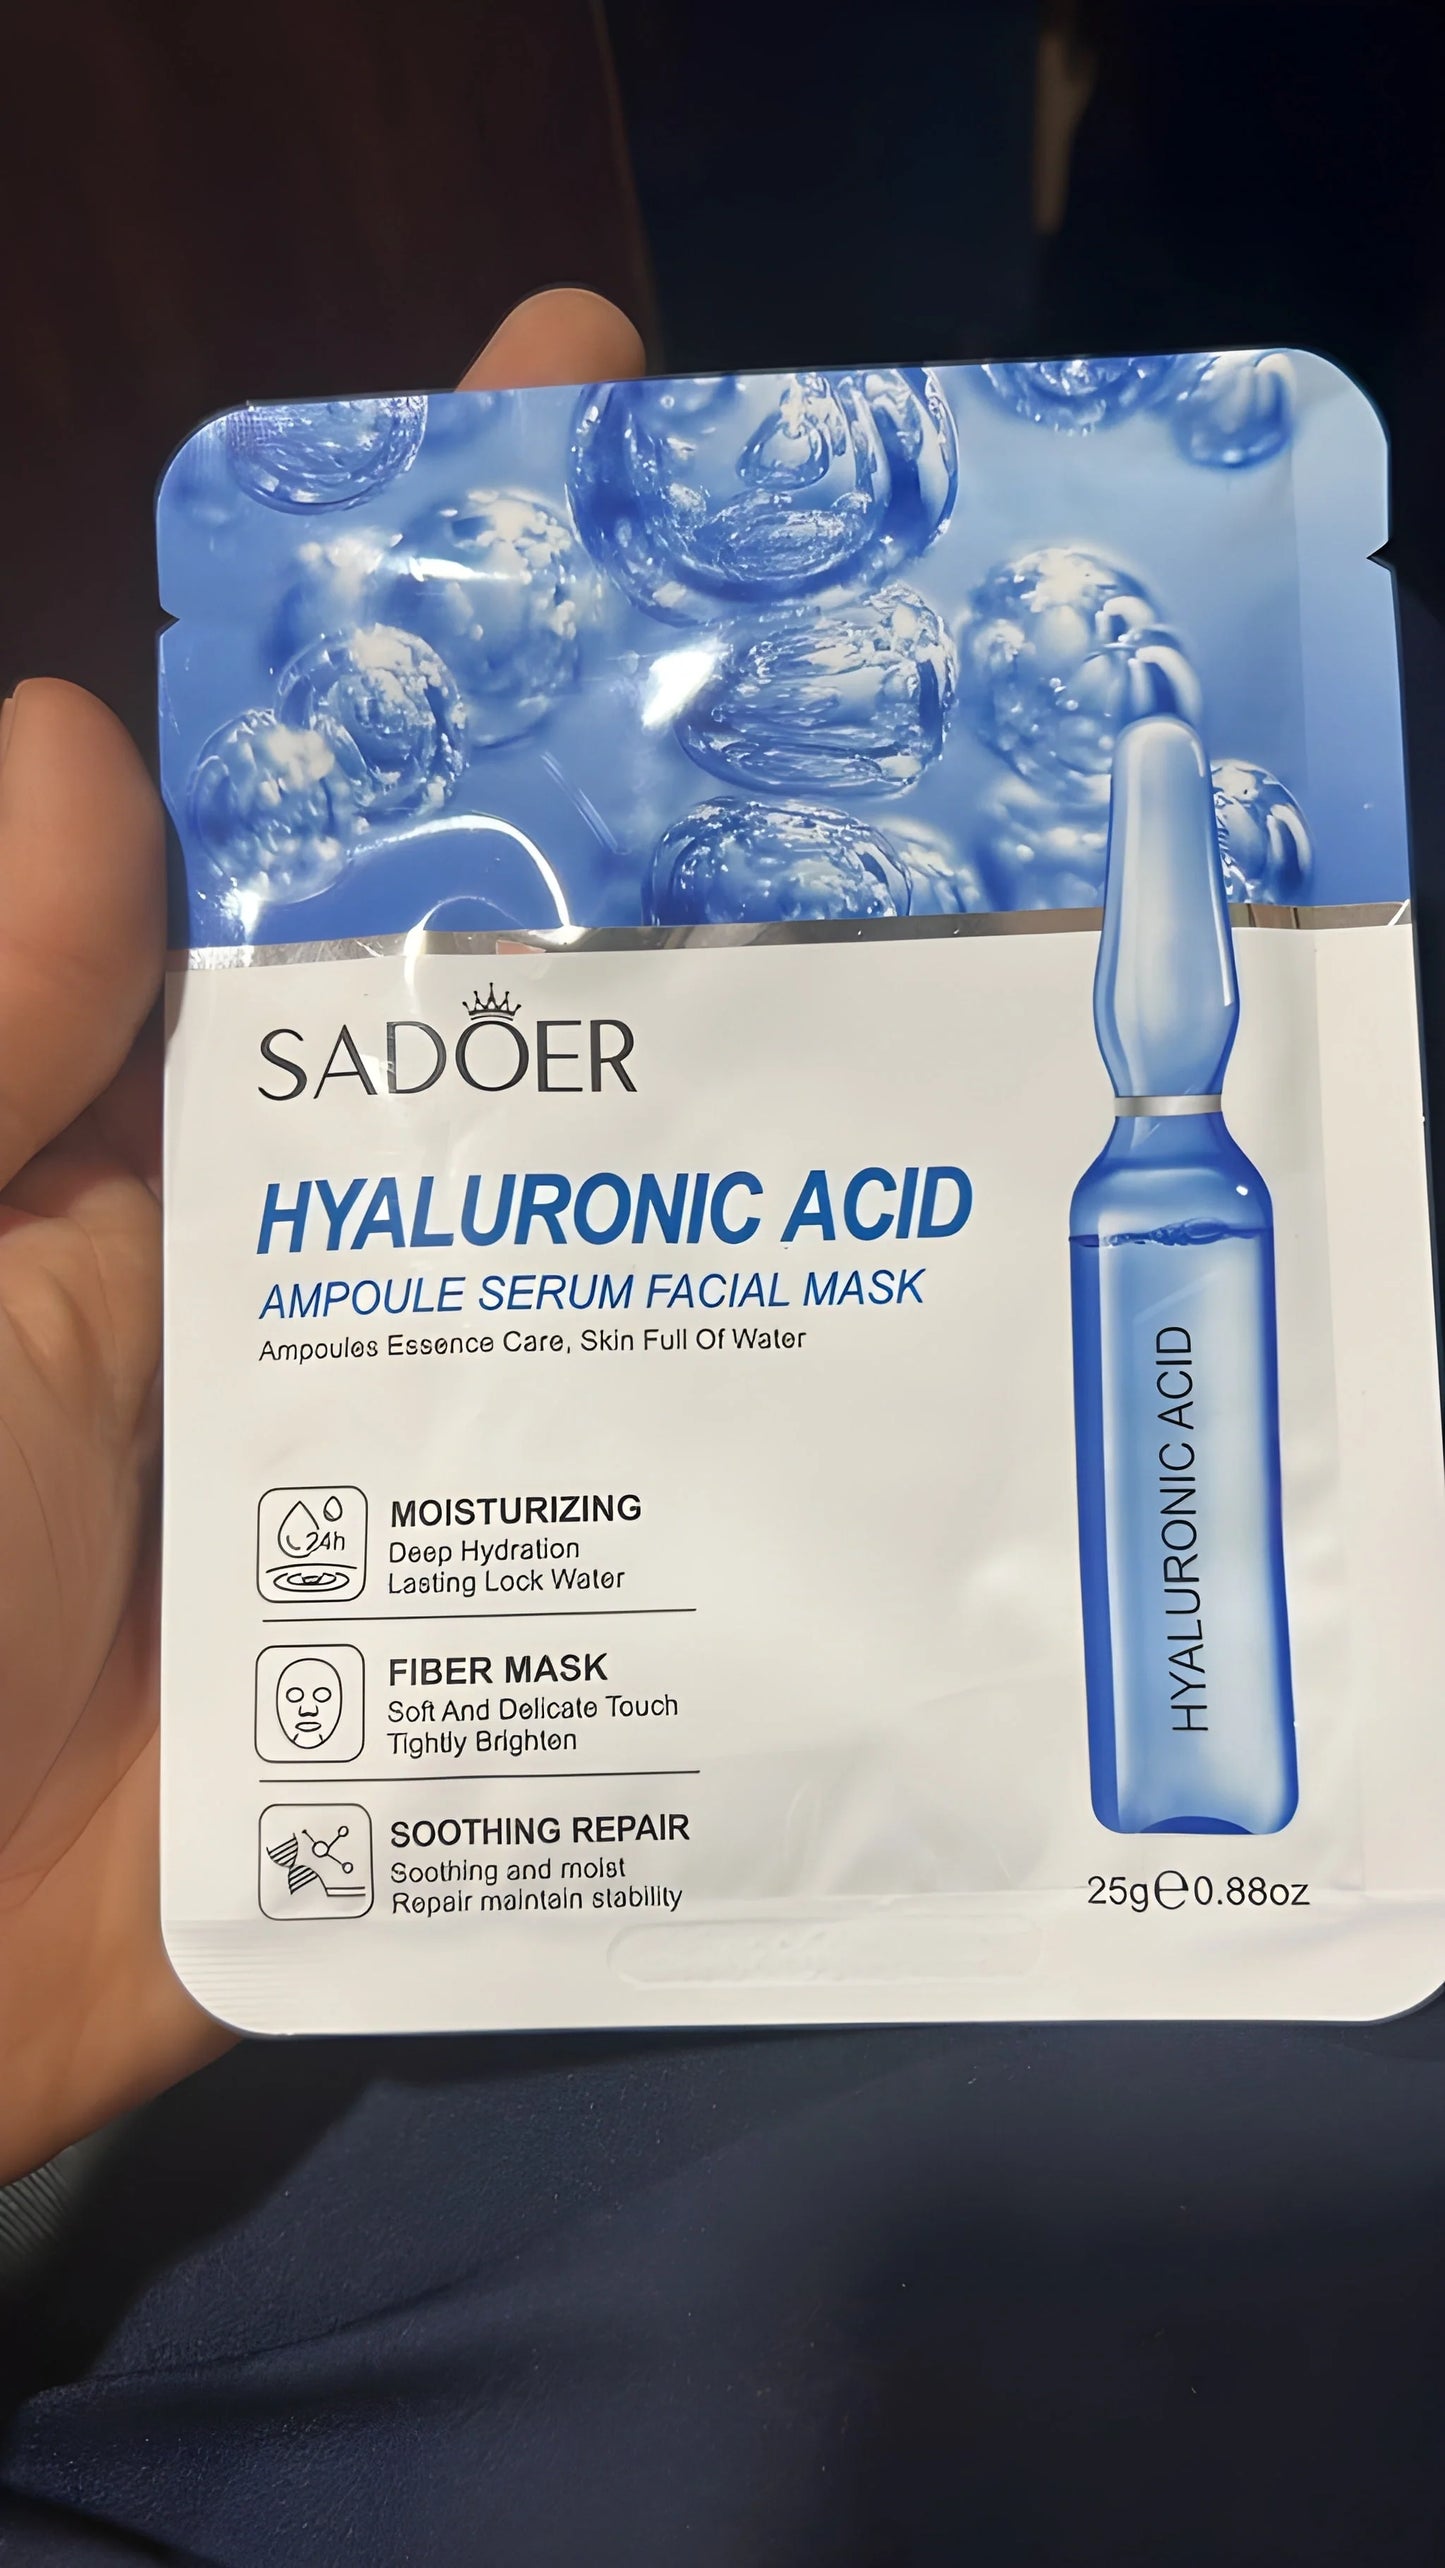 SADOER
HYALURONIC ACID
AMPOULE SERUM FACIAL MASK
Ampoules Essence Care, Skin Full Of Water
24h
MOISTURIZING
Deep Hydration
Lasting Lock Water
FIBER MASK
Soft And Delicate Touch
Tightly Brighten
SOOTHING REPAIR
Soothing and moist
Repair maintain stability
HYALURONIC ACID
25g℮0.88oz